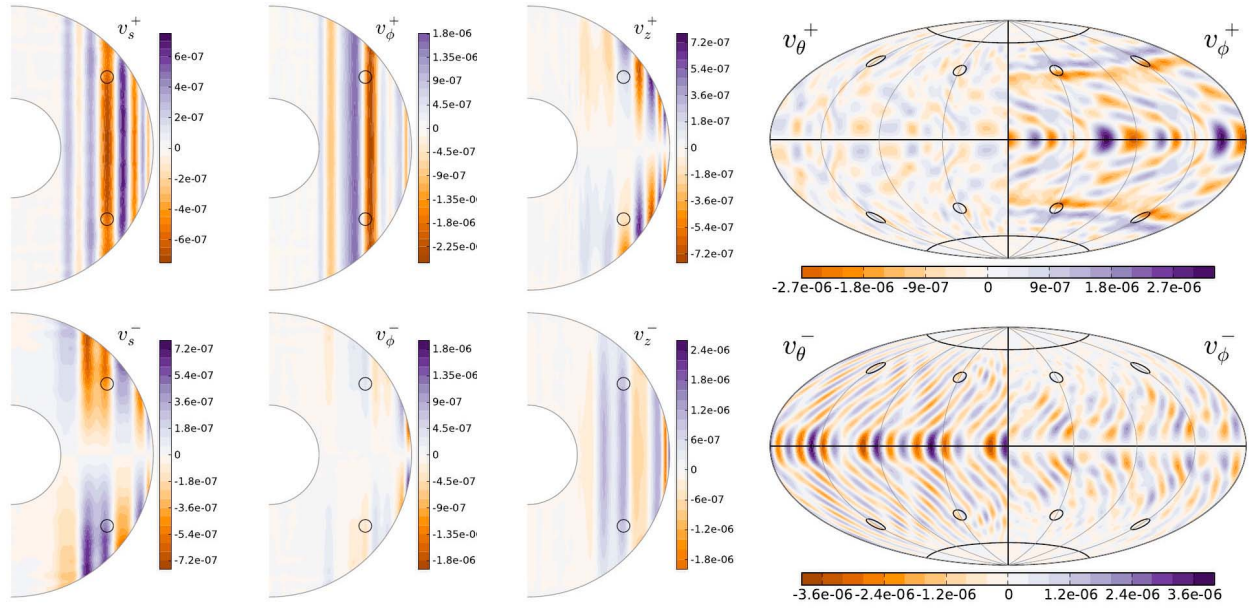 v_s^+
6e-07
4e-07
2e-07
0
-2e-07
-4e-07
-6e-07
v_ϕ^+
1.8e-06
1.35e-06
9e-07
4.5e-07
0
-4.5e-07
-9e-07
-1.35e-06
-1.8e-06
-2.25e-06
v_z^+
7.2e-07
5.4e-07
3.6e-07
1.8e-07
0
-1.8e-07
-3.6e-07
-5.4e-07
-7.2e-07
v_θ^+ v_ϕ^+
-2.7e-06 -1.8e-06 -9e-07 0 9e-07 1.8e-06 2.7e-06
v_s^-
7.2e-07
5.4e-07
3.6e-07
1.8e-07
0
-1.8e-07
-3.6e-07
-5.4e-07
-7.2e-07
v_ϕ^-
1.8e-06
1.35e-06
9e-07
4.5e-07
0
-4.5e-07
-9e-07
-1.35e-06
-1.8e-06
v_z^-
2.4e-06
1.8e-06
1.2e-06
6e-07
0
-6e-07
-1.2e-06
-1.8e-06
v_θ^- v_ϕ^-
-3.6e-06 -2.4e-06 -1.2e-06 0 1.2e-06 2.4e-06 3.6e-06